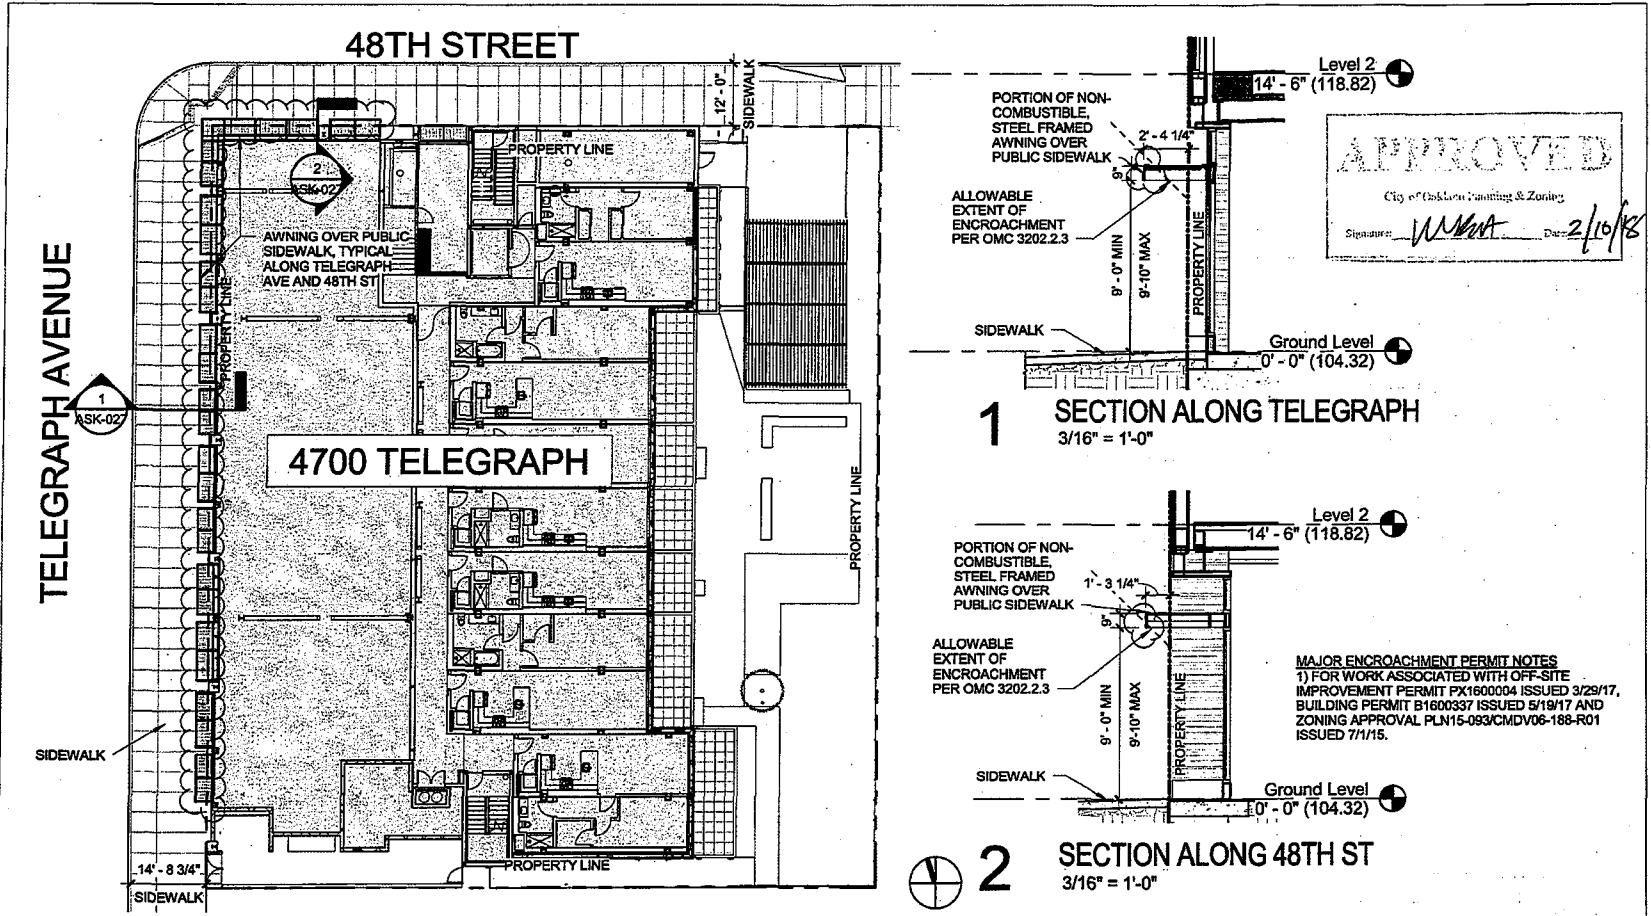 48TH STREET
12' - 0"
SIDEWALK
PROPERTY LINE
2
ASK-027
AWNING OVER PUBLIC
SIDEWALK, TYPICAL
ALONG TELEGRAPH
AVE AND 48TH ST
PROPERTY LINE
TELEGRAPH AVENUE
1
ASK-027
4700 TELEGRAPH
PROPERTY LINE
SIDEWALK
PROPERTY LINE
14' - 8 3/4"
SIDEWALK
Level 2
14' - 6" (118.82)
PORTION OF NON-
COMBUSTIBLE,
STEEL FRAMED
AWNING OVER
PUBLIC SIDEWALK
2' - 4 1/4"
9"
ALLOWABLE
EXTENT OF
ENCROACHMENT
PER OMC 3202.2.3
9' - 0" MIN
9'-10" MAX
PROPERTY LINE
SIDEWALK
Ground Level
0' - 0" (104.32)
1
SECTION ALONG TELEGRAPH
3/16" = 1'-0"
APPROVED
City of Oakland Planning & Zoning
Signature:
Date: 2/10/18
Level 2
14' - 6" (118.82)
PORTION OF NON-
COMBUSTIBLE,
STEEL FRAMED
AWNING OVER
PUBLIC SIDEWALK
1' - 3 1/4"
9"
ALLOWABLE
EXTENT OF
ENCROACHMENT
PER OMC 3202.2.3
9' - 0" MIN
9'-10" MAX
PROPERTY LINE
SIDEWALK
Ground Level
0' - 0" (104.32)
2
SECTION ALONG 48TH ST
3/16" = 1'-0"
MAJOR ENCROACHMENT PERMIT NOTES
1) FOR WORK ASSOCIATED WITH OFF-SITE
IMPROVEMENT PERMIT PX1600004 ISSUED 3/29/17,
BUILDING PERMIT B1600337 ISSUED 5/19/17 AND
ZONING APPROVAL PLN15-093/CMDV06-188-R01
ISSUED 7/1/15.